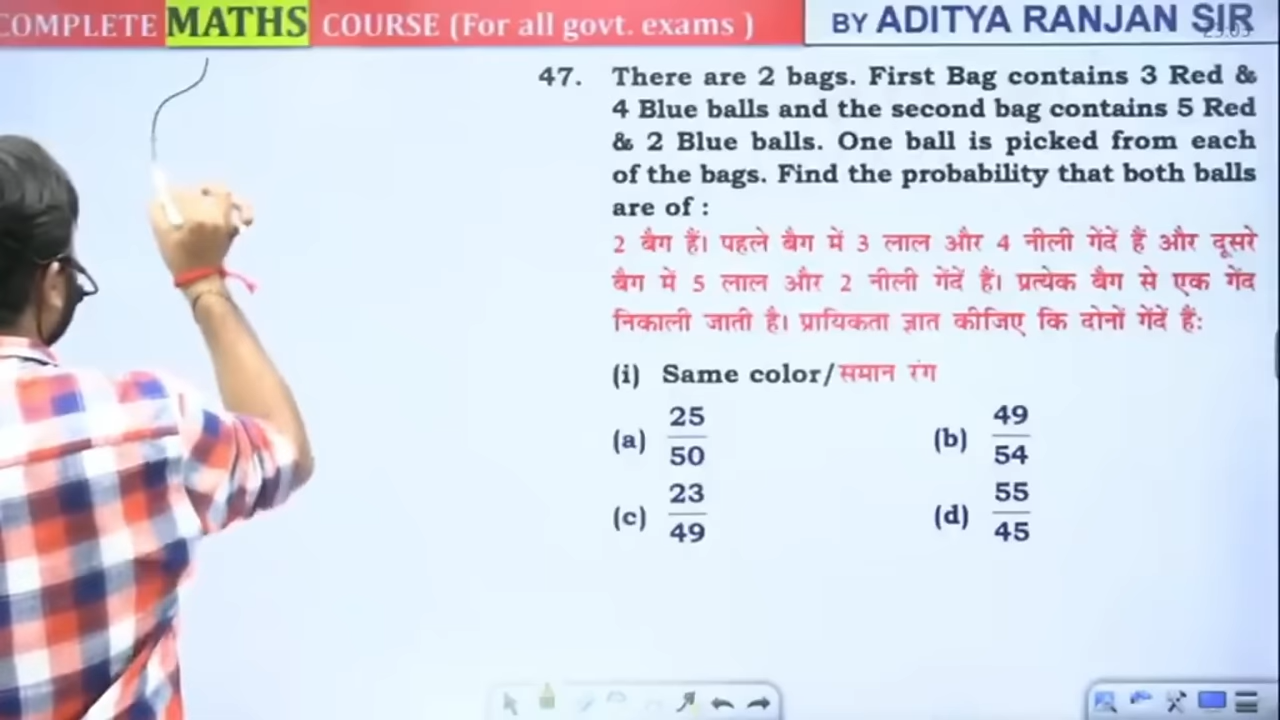 COMPLETE MATHS COURSE (For all govt. exams )
BY ADITYA RANJAN SIR
47. There are 2 bags. First Bag contains 3 Red &
4 Blue balls and the second bag contains 5 Red
& 2 Blue balls. One ball is picked from each
of the bags. Find the probability that both balls
are of :
2 बैग हैं। पहले बैग में 3 लाल और 4 नीली गेंदें हैं और दूसरे
बैग में 5 लाल और 2 नीली गेंदें हैं। प्रत्येक बैग से एक गेंद
निकाली जाती है। प्रायिकता ज्ञात कीजिए कि दोनों गेंदें हैं:
(i) Same color/समान रंग
(a) 25/50 (b) 49/54
(c) 23/49 (d) 55/45